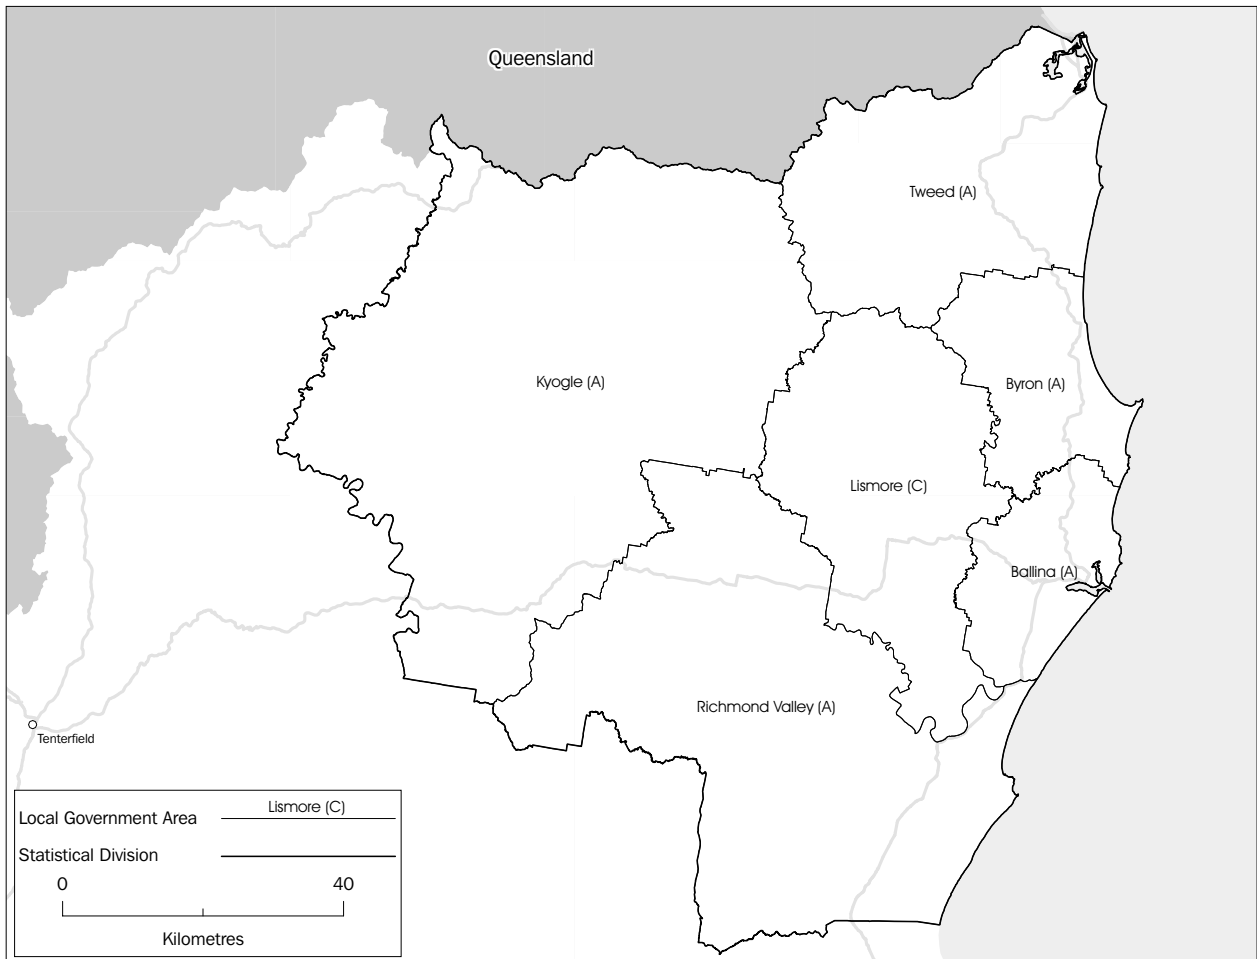 Queensland
Tweed (A)
Kyogle (A)
Byron (A)
Lismore (C)
Ballina (A)
Richmond Valley (A)
Tenterfield
Local Government Area
Lismore (C)
Statistical Division
0
40
Kilometres